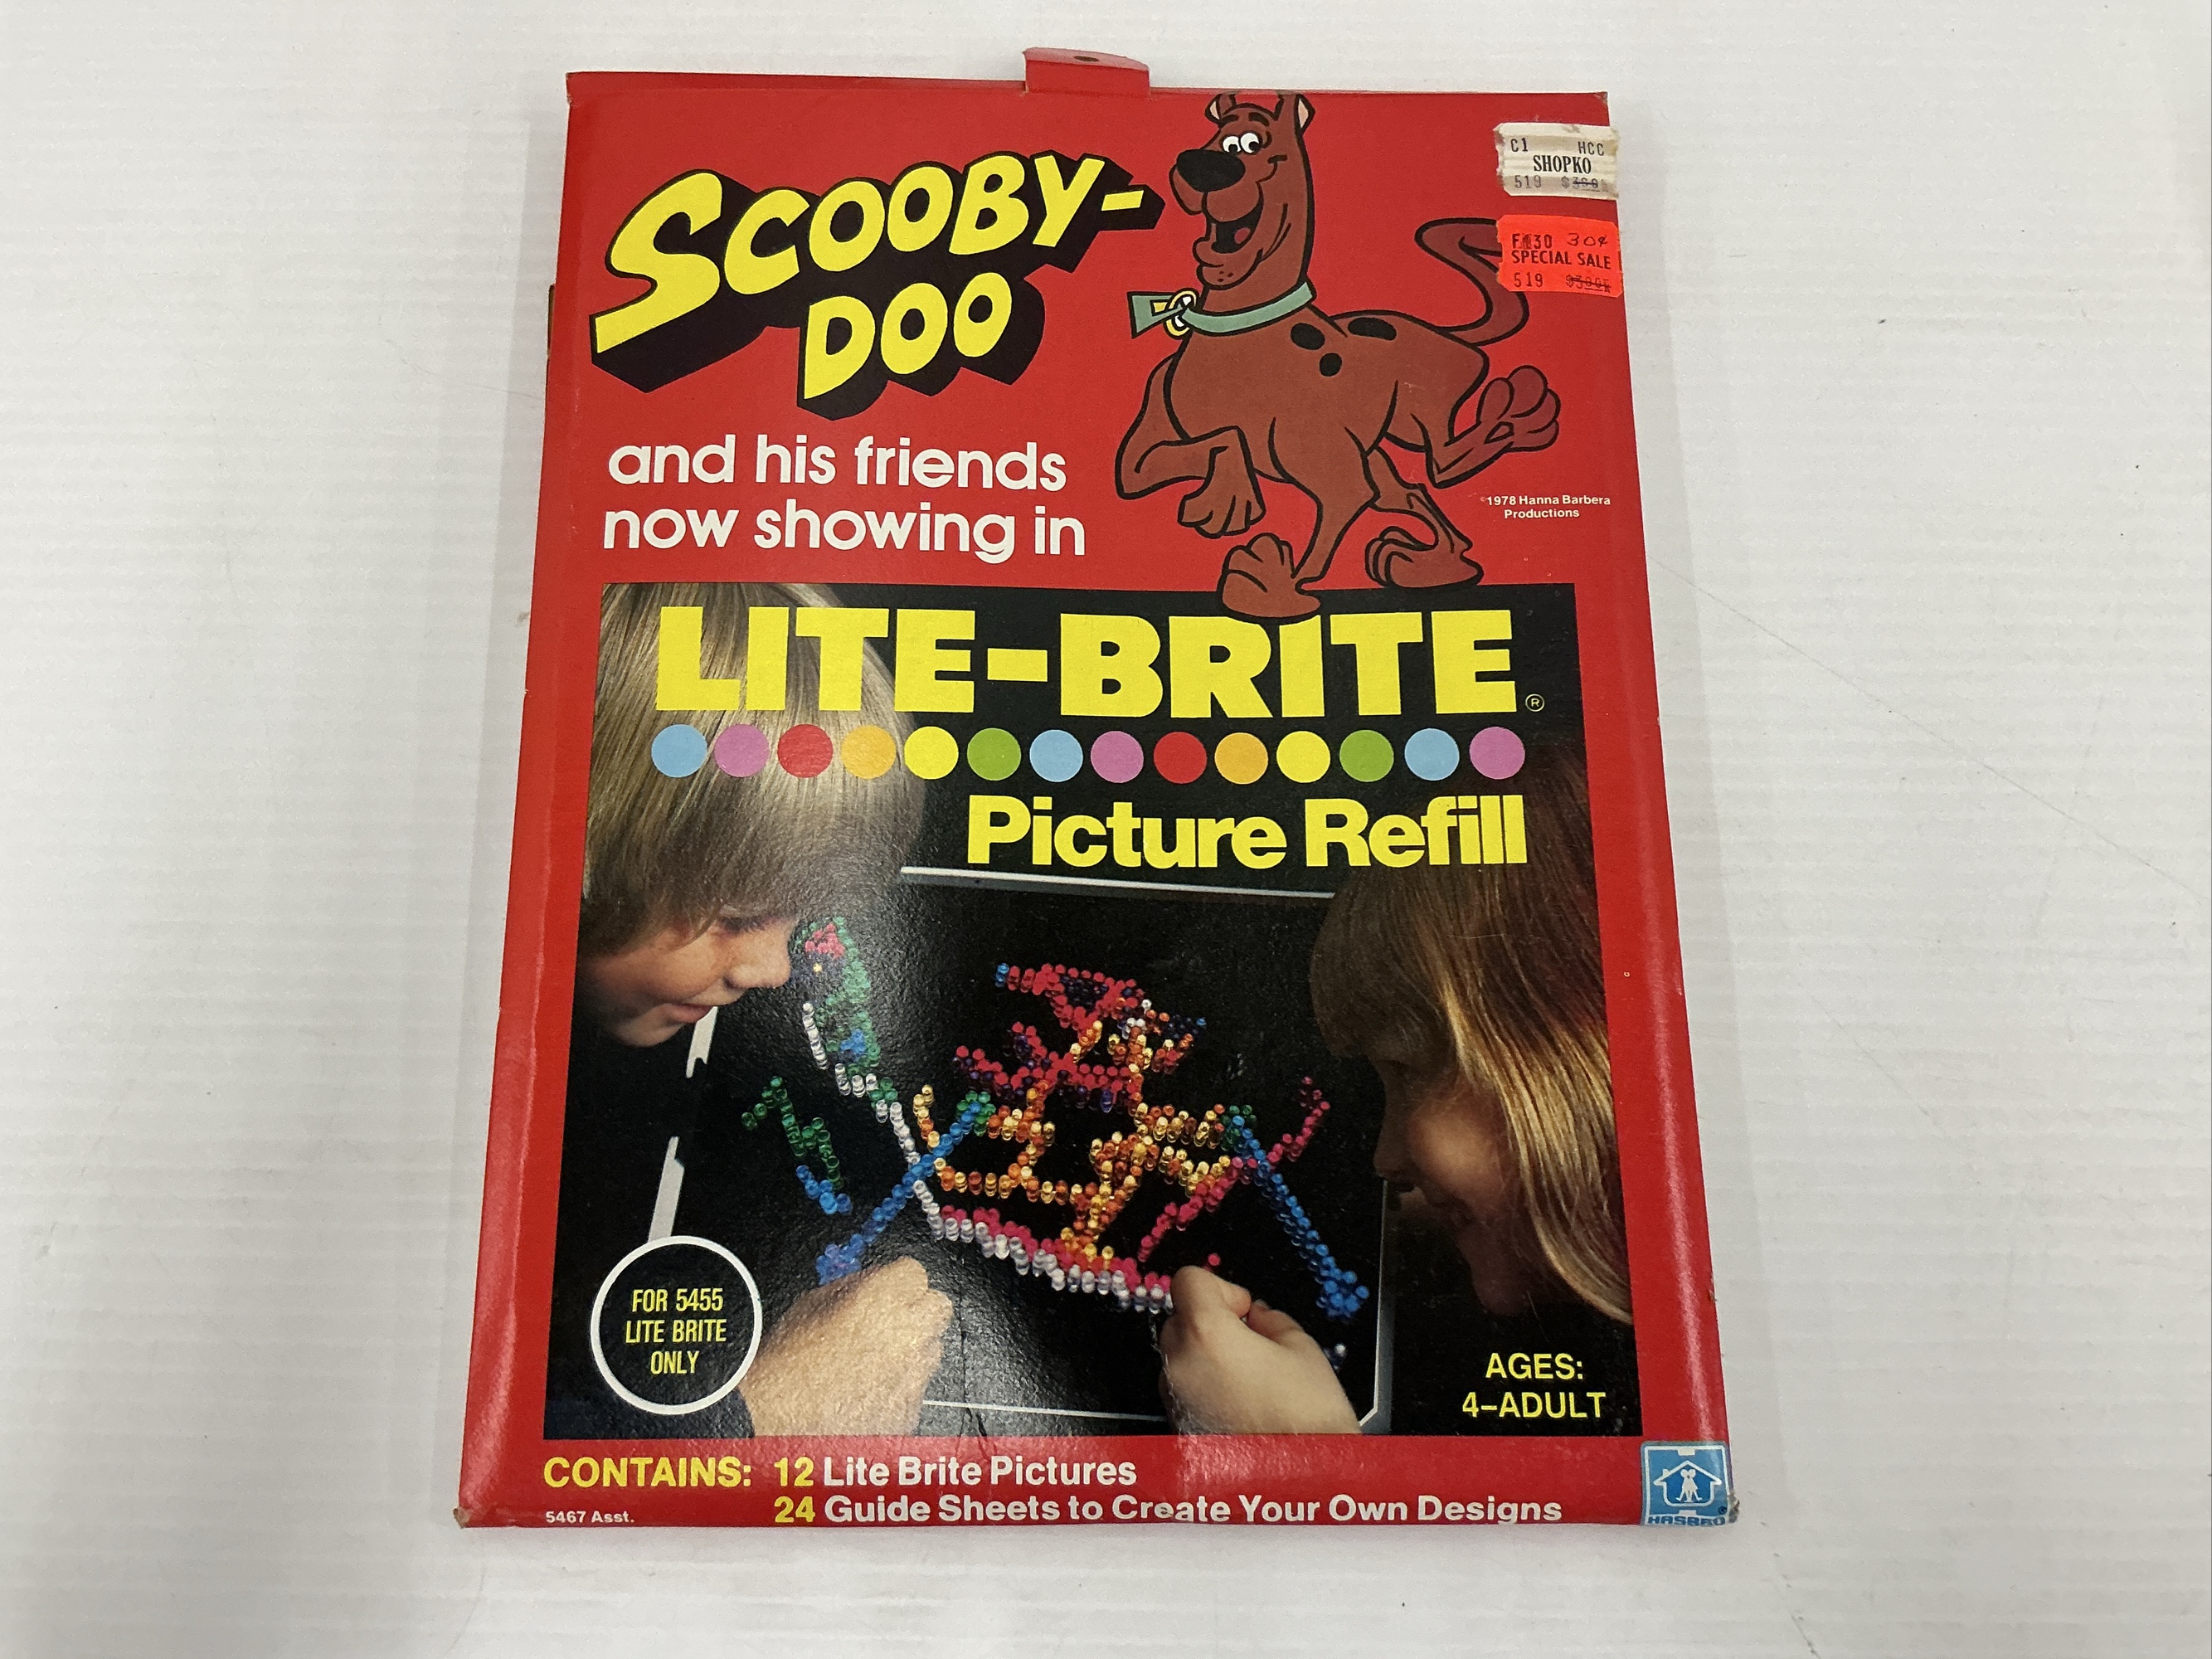 SCOOBY-
DOO
and his friends
now showing in
C1 HCC
SHOPKO
519
30¢
SPECIAL SALE
519
©1978 Hanna Barbera
Productions
LITE-BRITE®
Picture Refill
FOR 5455
LITE BRITE
ONLY
AGES:
4-ADULT
CONTAINS: 12 Lite Brite Pictures
24 Guide Sheets to Create Your Own Designs
5467 Asst.
HASBRO